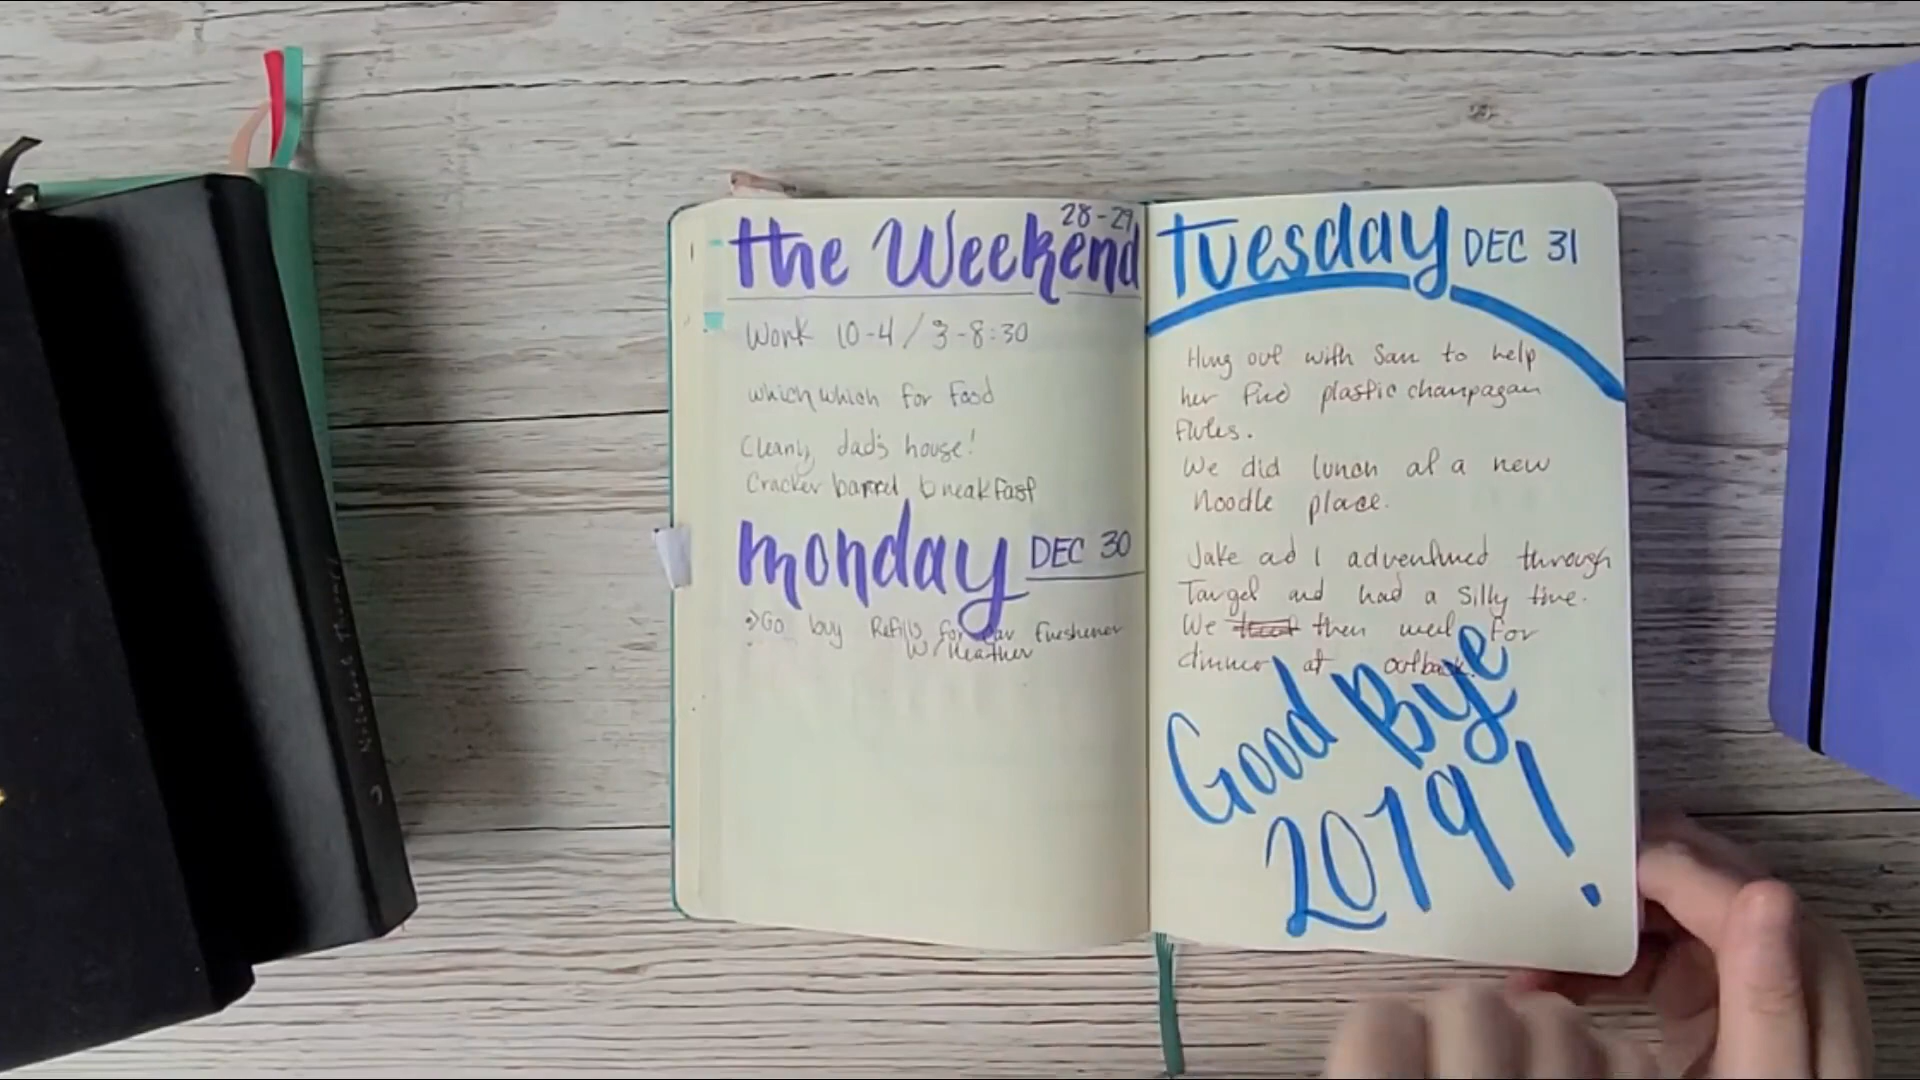 the Weekend 28-29
Work 10-4 / 3-8:30
which which for food
Cleany dad's house!
Cracker barrel breakfast
monday DEC 30
Go buy Refills for car Freshener
w/ Heather
Tuesday DEC 31
Hung out with Sam to help
her find plastic champagan
flutes.
We did lunch at a new
Noodle place.
Jake and I adventured through
Target and had a silly time.
We then went for
dinner at outback.
Good Bye
2019!